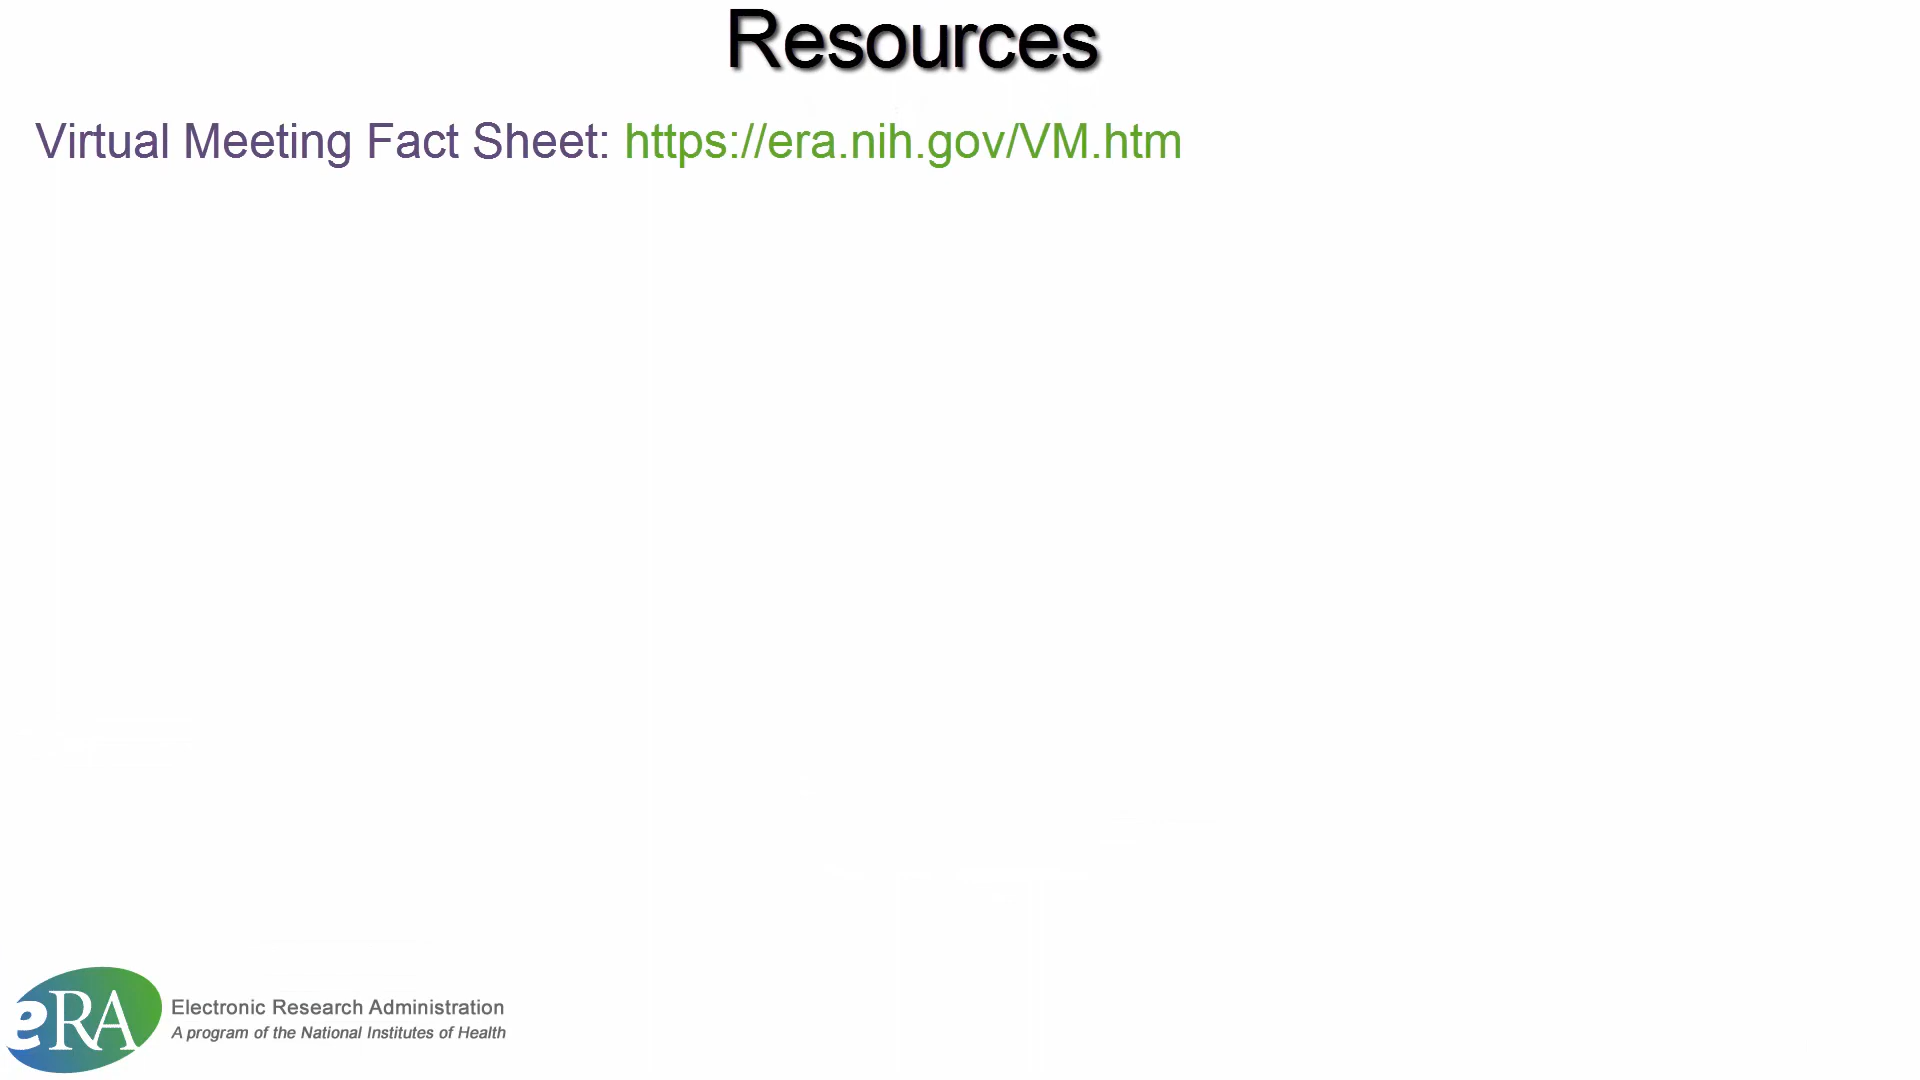 Resources
Virtual Meeting Fact Sheet: https://era.nih.gov/VM.htm
eRA
Electronic Research Administration
A program of the National Institutes of Health